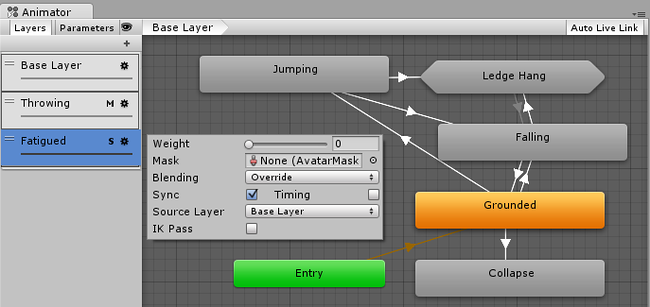 Animator
Layers Parameters
Base Layer
Auto Live Link
Base Layer
Throwing M
Fatigued S
Weight 0
Mask None (AvatarMask
Blending Override
Sync Timing
Source Layer Base Layer
IK Pass
Jumping
Ledge Hang
Falling
Grounded
Entry
Collapse